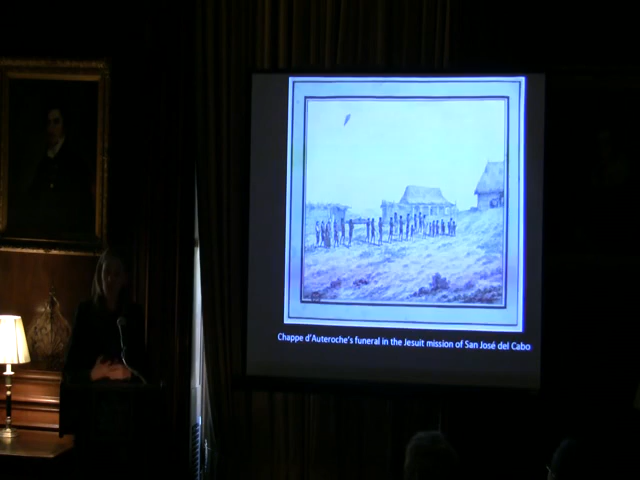 Chappe d'Auteroche's funeral in the Jesuit mission of San José del Cabo